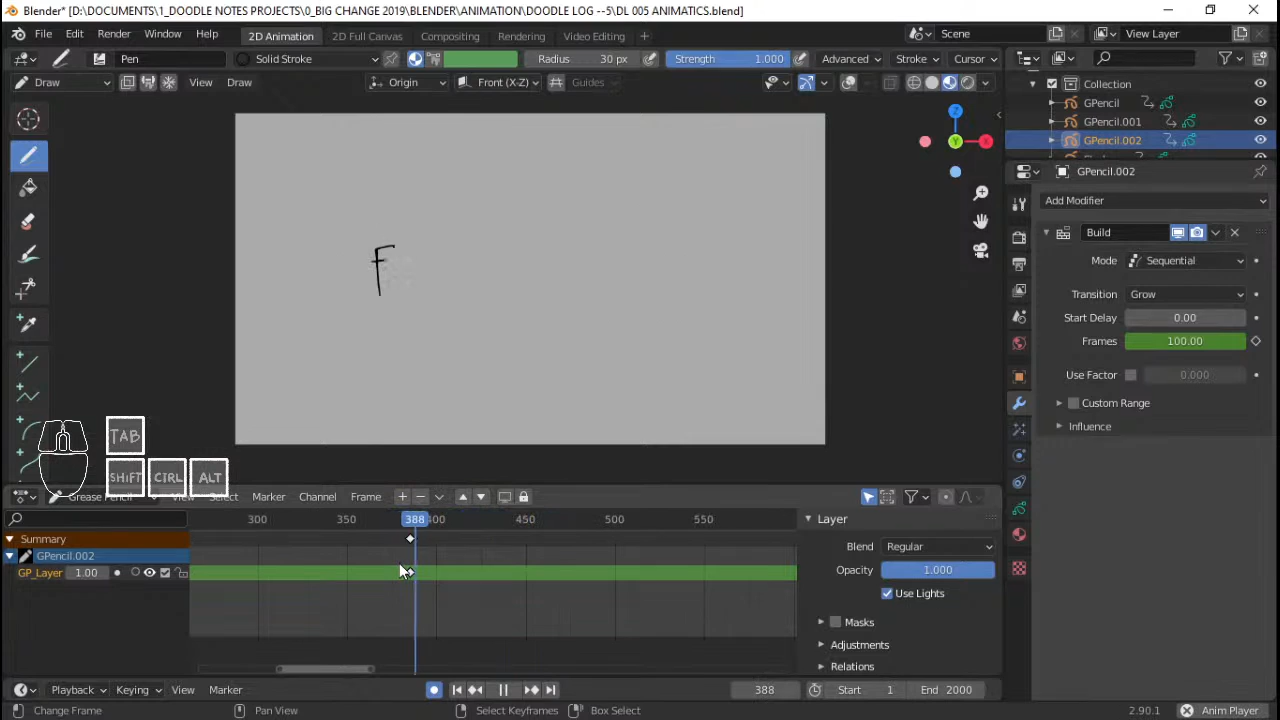 Blender* [D:\DOCUMENTS\1_DOODLE NOTES PROJECTS\0_BIG CHANGE 2019\BLENDER\ANIMATION\DOODLE LOG --5\DL 005 ANIMATICS.blend]
File Edit Render Window Help 2D Animation 2D Full Canvas Compositing Rendering Video Editing + Scene View Layer
Pen Solid Stroke Radius 30 px Strength 1.000 Advanced Stroke Cursor
Draw View Draw Origin Front (X-Z) Guides
Collection
GPencil
GPencil.001
GPencil.002
GPencil.002
Add Modifier
Build
Mode Sequential
Transition Grow
Start Delay 0.00
Frames 100.00
Use Factor 0.000
Custom Range
Influence
Z
Y X
F
TAB
SHIFT CTRL ALT
Grease Pencil View Select Marker Channel Frame
300 350 388 400 450 500 550
Summary
GPencil.002
GP_Layer 1.00
Layer
Blend Regular
Opacity 1.000
Use Lights
Masks
Adjustments
Relations
Playback Keying View Marker 388 Start 1 End 2000
Change Frame Pan View Select Keyframes Box Select 2.90.1 Anim Player